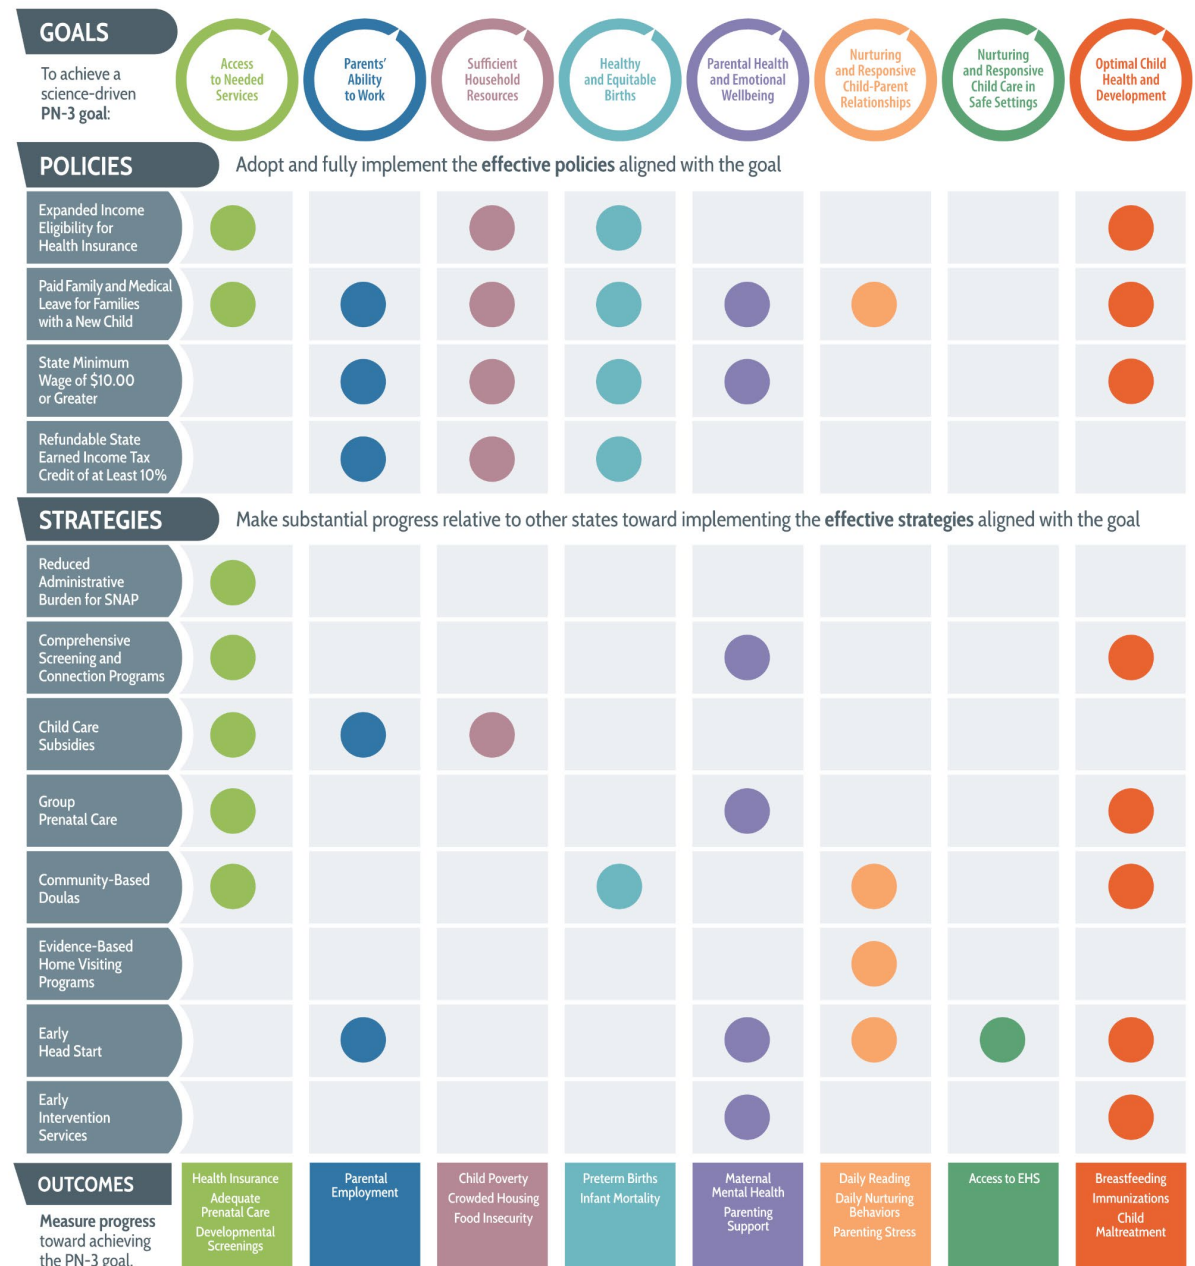 GOALS
To achieve a
science-driven
PN-3 goal:
Access
to Needed
Services
Parents'
Ability
to Work
Sufficient
Household
Resources
Healthy
and Equitable
Births
Parental Health
and Emotional
Wellbeing
Nurturing
and Responsive
Child-Parent
Relationships
Nurturing
and Responsive
Child Care in
Safe Settings
Optimal Child
Health and
Development
POLICIES
Adopt and fully implement the effective policies aligned with the goal
Expanded Income
Eligibility for
Health Insurance
Paid Family and Medical
Leave for Families
with a New Child
State Minimum
Wage of $10.00
or Greater
Refundable State
Earned Income Tax
Credit of at Least 10%
STRATEGIES
Make substantial progress relative to other states toward implementing the effective strategies aligned with the goal
Reduced
Administrative
Burden for SNAP
Comprehensive
Screening and
Connection Programs
Child Care
Subsidies
Group
Prenatal Care
Community-Based
Doulas
Evidence-Based
Home Visiting
Programs
Early
Head Start
Early
Intervention
Services
OUTCOMES
Measure progress
toward achieving
the PN-3 goal.
Health Insurance
Adequate
Prenatal Care
Developmental
Screenings
Parental
Employment
Child Poverty
Crowded Housing
Food Insecurity
Preterm Births
Infant Mortality
Maternal
Mental Health
Parenting
Support
Daily Reading
Daily Nurturing
Behaviors
Parenting Stress
Access to EHS
Breastfeeding
Immunizations
Child
Maltreatment